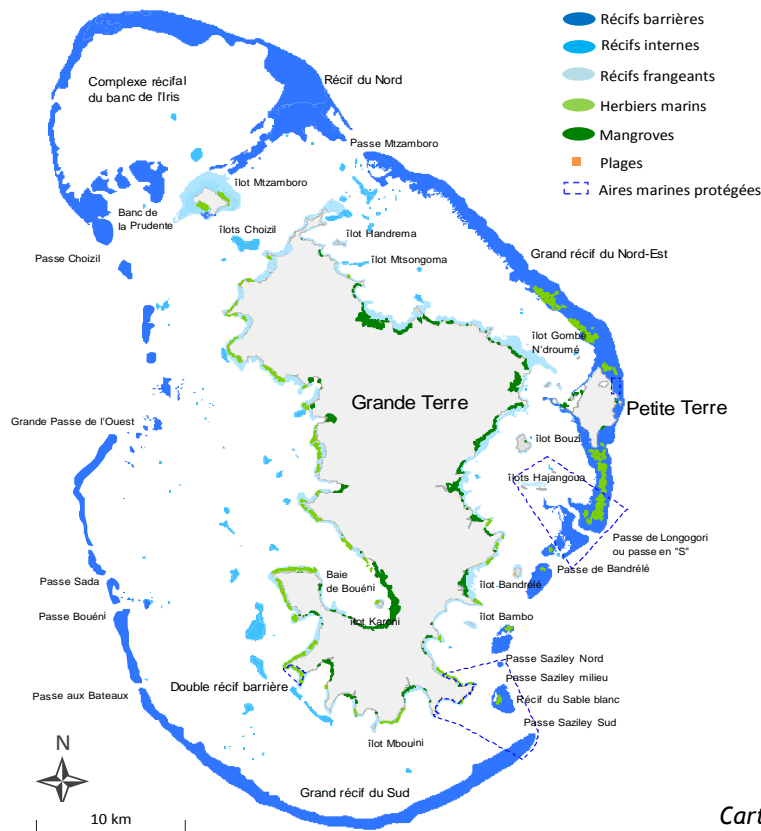 Récifs barrières
Récifs internes
Récifs frangeants
Herbiers marins
Mangroves
Plages
Aires marines protégées
Complexe récifal
du banc de l'Iris
Récif du Nord
Passe Mtzamboro
îlot Mtzamboro
Banc de
la Prudente
îlots Choizil
îlot Handrema
Passe Choizil
îlot Mtsongoma
Grand récif du Nord-Est
îlot Gombé
N'droumé
Grande Terre
Petite Terre
Grande Passe de l'Ouest
îlot Bouzi
îlots Hajangoua
Passe de Longogori
ou passe en "S"
Passe de Bandrélé
Passe Sada
Baie
de Bouéni
îlot Bandrélé
Passe Bouéni
îlot Karoni
îlot Bambo
Passe Saziley Nord
Passe Saziley milieu
Double récif barrière
Passe aux Bateaux
Récif du Sable blanc
Passe Saziley Sud
îlot Mbouini
N
Grand récif du Sud
10 km
Cart